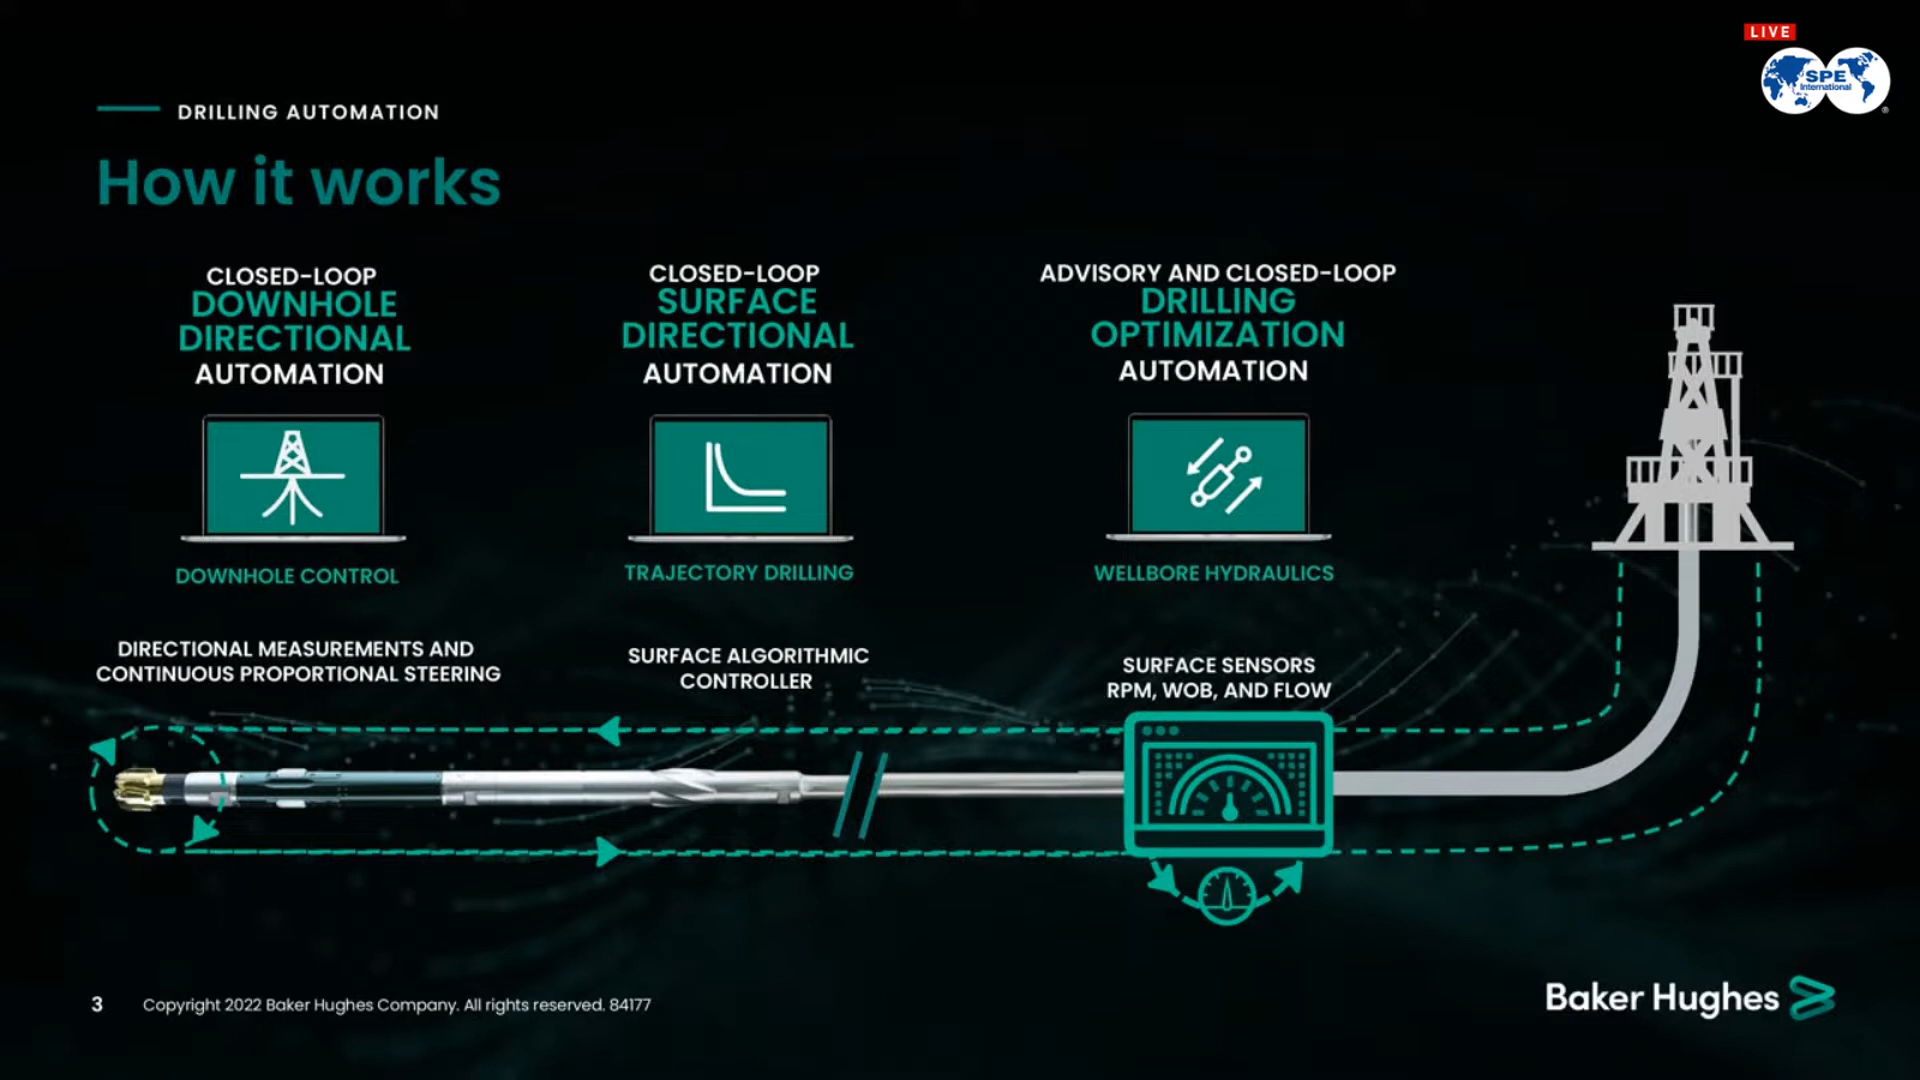 LIVE
SPE
International
®
DRILLING AUTOMATION
How it works
CLOSED-LOOP
DOWNHOLE
DIRECTIONAL
AUTOMATION
DOWNHOLE CONTROL
DIRECTIONAL MEASUREMENTS AND
CONTINUOUS PROPORTIONAL STEERING
CLOSED-LOOP
SURFACE
DIRECTIONAL
AUTOMATION
TRAJECTORY DRILLING
SURFACE ALGORITHMIC
CONTROLLER
ADVISORY AND CLOSED-LOOP
DRILLING
OPTIMIZATION
AUTOMATION
WELLBORE HYDRAULICS
SURFACE SENSORS
RPM, WOB, AND FLOW
3
Copyright 2022 Baker Hughes Company. All rights reserved. 84177
Baker Hughes